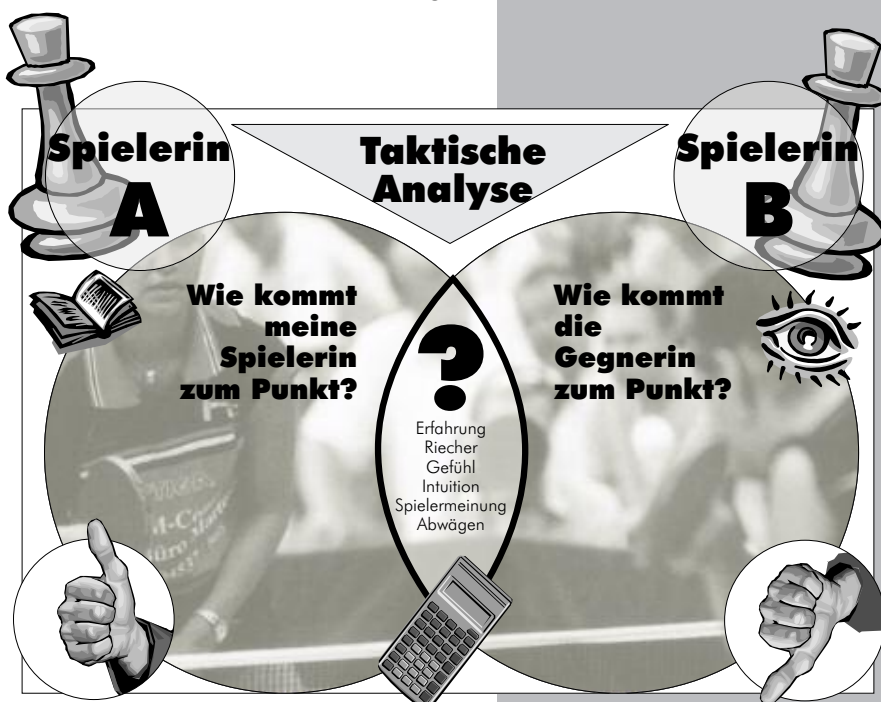 Spielerin
A
Taktische
Analyse
Spielerin
B
Wie kommt
meine
Spielerin
zum Punkt?
?
Erfahrung
Riecher
Gefühl
Intuition
Spielermeinung
Abwägen
Wie kommt
die
Gegnerin
zum Punkt?